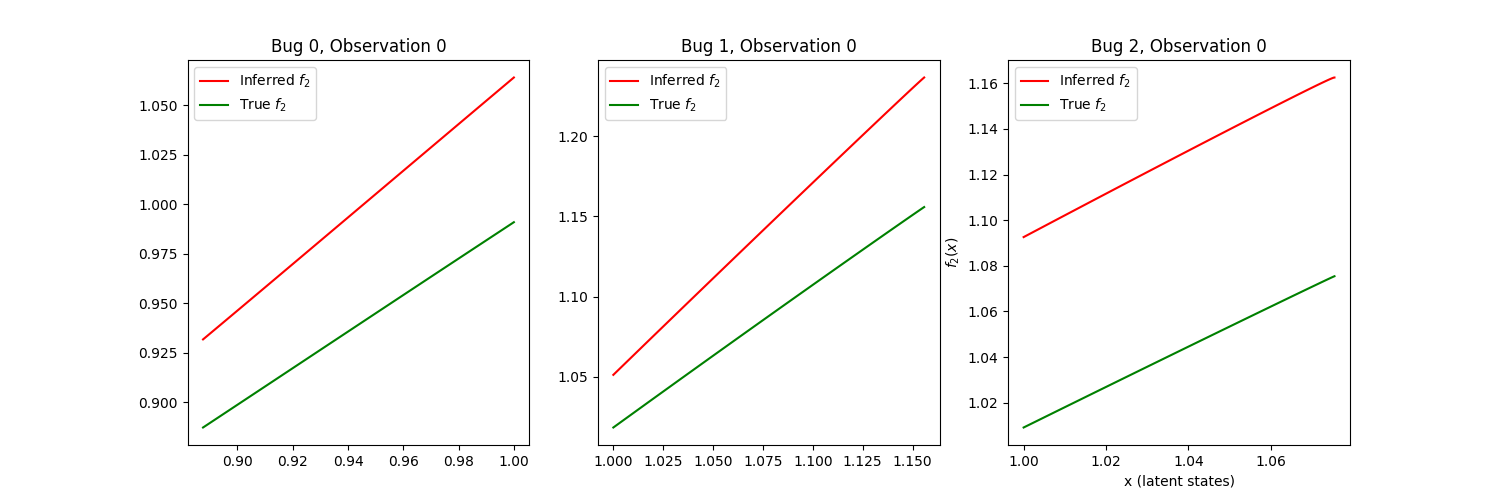 Bug 0, Observation 0
Inferred f₂
True f₂
1.050
1.025
1.000
0.975
0.950
0.925
0.900
0.90 0.92 0.94 0.96 0.98 1.00
Bug 1, Observation 0
Inferred f₂
True f₂
1.20
1.15
1.10
1.05
1.000 1.025 1.050 1.075 1.100 1.125 1.150
Bug 2, Observation 0
Inferred f₂
True f₂
f₂(x)
1.16
1.14
1.12
1.10
1.08
1.06
1.04
1.02
1.00 1.02 1.04 1.06
x (latent states)